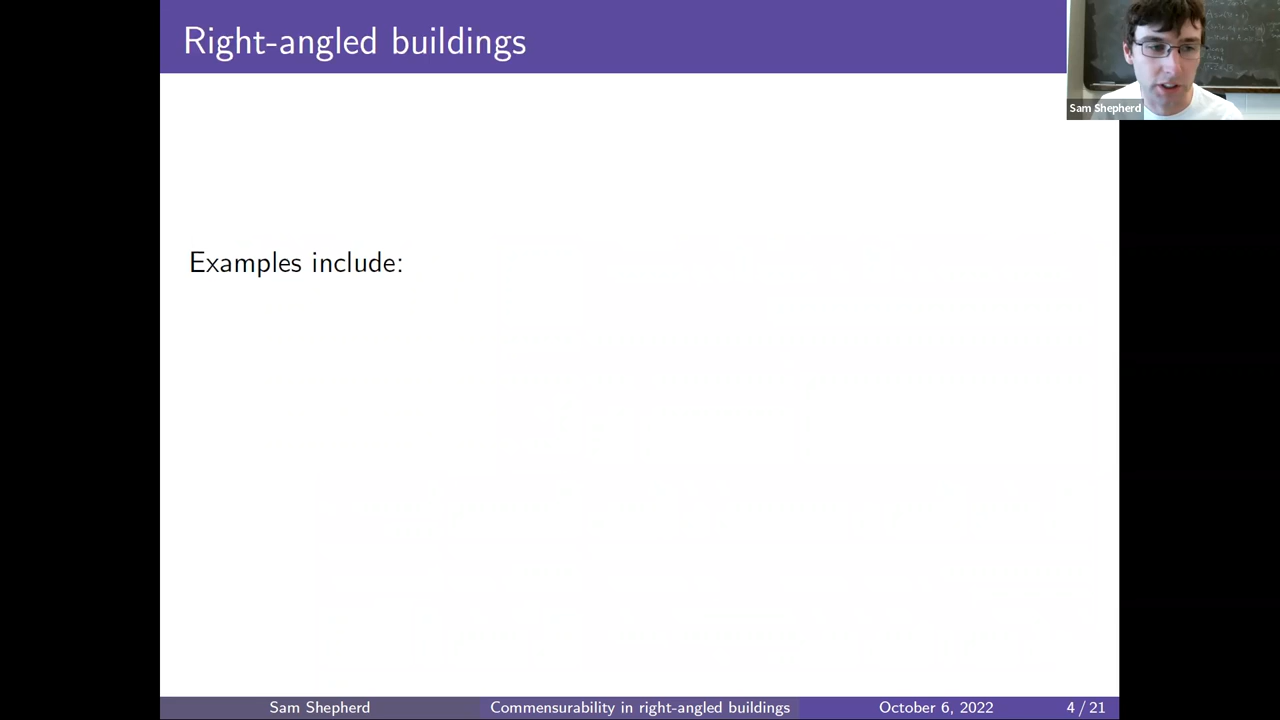 Right-angled buildings
Sam Shepherd
Examples include:
Sam Shepherd
Commensurability in right-angled buildings
October 6, 2022
4 / 21